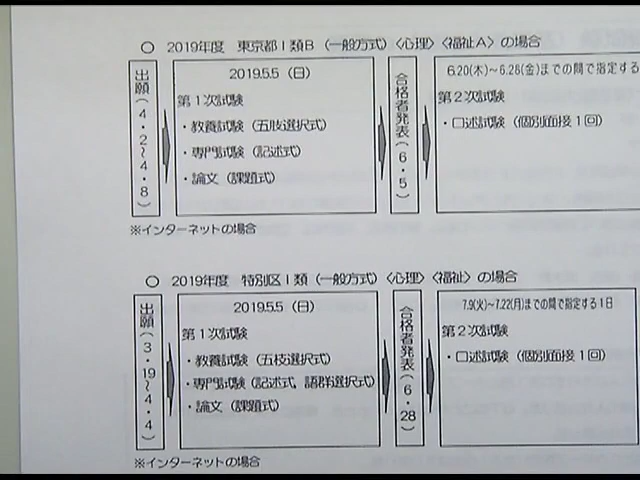 ○ 2019年度 東京都Ⅰ類B（一般方式）〈心理〉〈福祉A〉の場合
出願（4・2～4・8）
2019.5.5（日）
第1次試験
・教養試験（五肢選択式）
・専門試験（記述式）
・論文（課題式）
合格者発表（6・5）
6.20(木)～6.28(金)までの間で指定する
第2次試験
・口述試験（個別面接1回）
※インターネットの場合
○ 2019年度 特別区Ⅰ類（一般方式）〈心理〉〈福祉〉の場合
出願（3・19～4・4）
2019.5.5（日）
第1次試験
・教養試験（五枝選択式）
・専門試験（記述式、語群選択式）
・論文（課題式）
合格者発表（6・28）
7.9(火)～7.22(月)までの間で指定する1日
第2次試験
・口述試験（個別面接1回）
※インターネットの場合